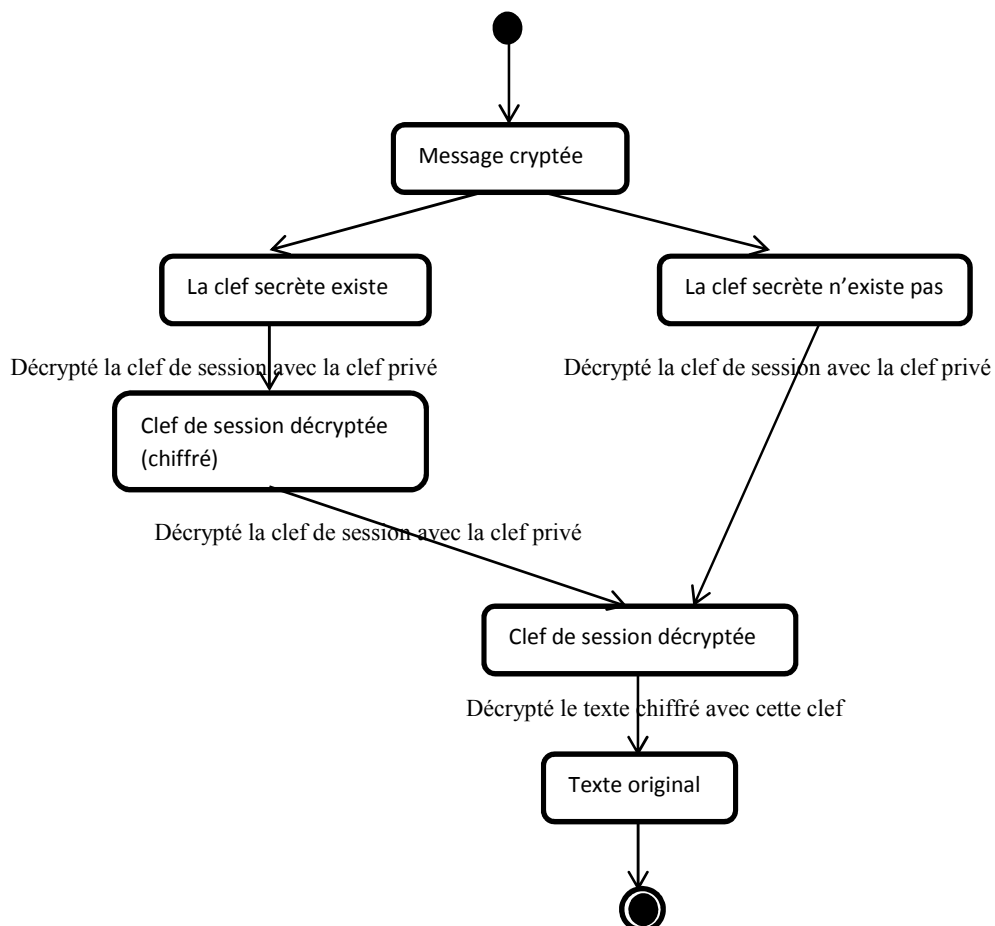 Message cryptée
La clef secrète existe
La clef secrète n’existe pas
Décrypté la clef de session avec la clef privé
Décrypté la clef de session avec la clef privé
Clef de session décryptée
(chiffré)
Décrypté la clef de session avec la clef privé
Clef de session décryptée
Décrypté le texte chiffré avec cette clef
Texte original